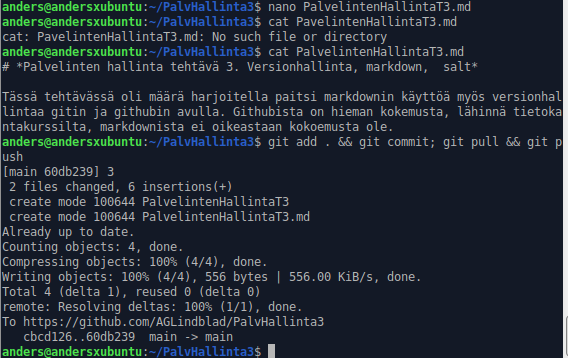 anders@andersxubuntu:~/PalvHallinta3$ nano PalvelintenHallintaT3.md
anders@andersxubuntu:~/PalvHallinta3$ cat PavelintenHallintaT3.md
cat: PavelintenHallintaT3.md: No such file or directory
anders@andersxubuntu:~/PalvHallinta3$ cat PalvelintenHallintaT3.md
# *Palvelinten hallinta tehtävä 3. Versionhallinta, markdown,  salt*

Tässä tehtävässä oli määrä harjoitella paitsi markdownin käyttöä myös versionhal
lintaa gitin ja githubin avulla. Githubista on hieman kokemusta, lähinnä tietoka
ntakurssilta, markdownista ei oikeastaan kokoemusta ole.
anders@andersxubuntu:~/PalvHallinta3$ git add . && git commit; git pull && git p
ush
[main 60db239] 3
 2 files changed, 6 insertions(+)
 create mode 100644 PalvelintenHallintaT3
 create mode 100644 PalvelintenHallintaT3.md
Already up to date.
Counting objects: 4, done.
Compressing objects: 100% (4/4), done.
Writing objects: 100% (4/4), 556 bytes | 556.00 KiB/s, done.
Total 4 (delta 1), reused 0 (delta 0)
remote: Resolving deltas: 100% (1/1), done.
To https://github.com/AGLindblad/PalvHallinta3
   cbcd126..60db239  main -> main
anders@andersxubuntu:~/PalvHallinta3$